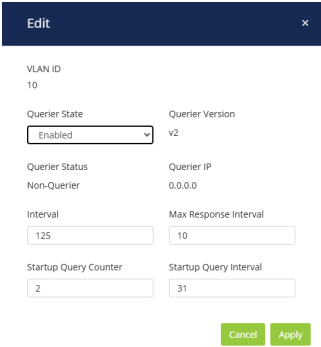 Edit ×
VLAN ID
10
Querier State Querier Version
Enabled v2
Querier Status Querier IP
Non-Querier 0.0.0.0
Interval Max Response Interval
125 10
Startup Query Counter Startup Query Interval
2 31
Cancel Apply